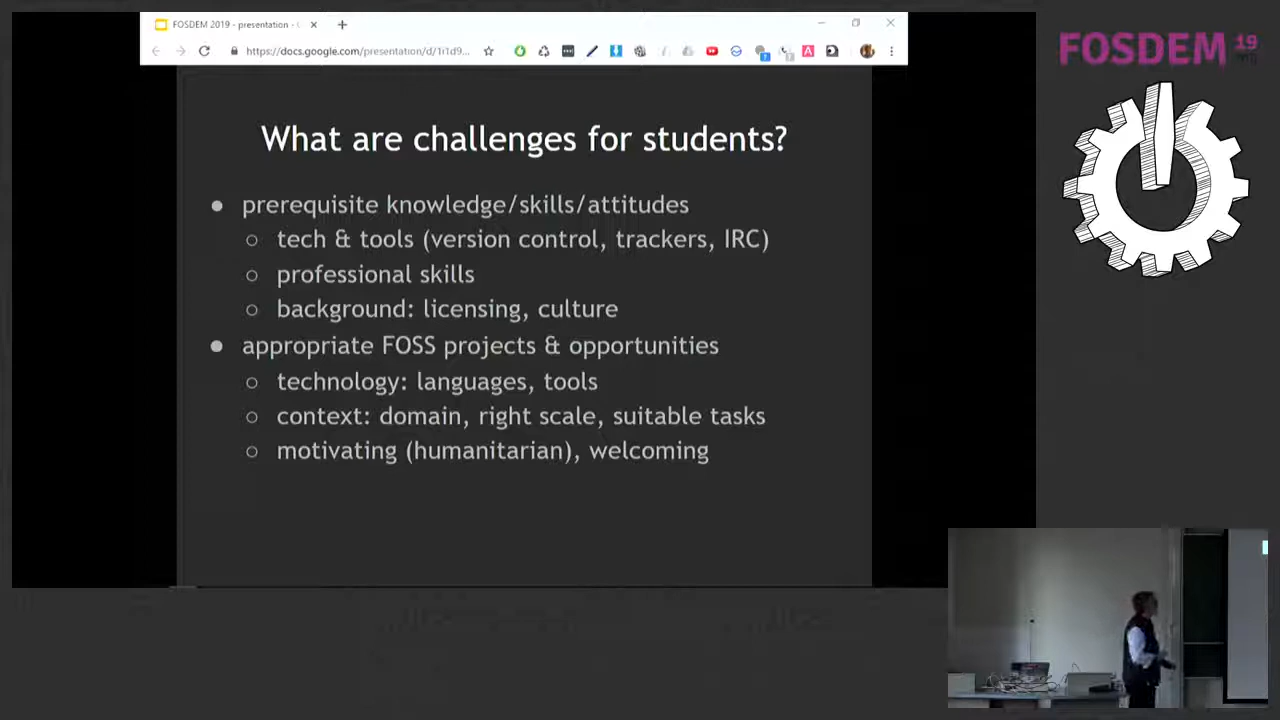 FOSDEM 2019 - presentation -
https://docs.google.com/presentation/d/1i1d9...
FOSDEM 19
What are challenges for students?
● prerequisite knowledge/skills/attitudes
○ tech & tools (version control, trackers, IRC)
○ professional skills
○ background: licensing, culture
● appropriate FOSS projects & opportunities
○ technology: languages, tools
○ context: domain, right scale, suitable tasks
○ motivating (humanitarian), welcoming